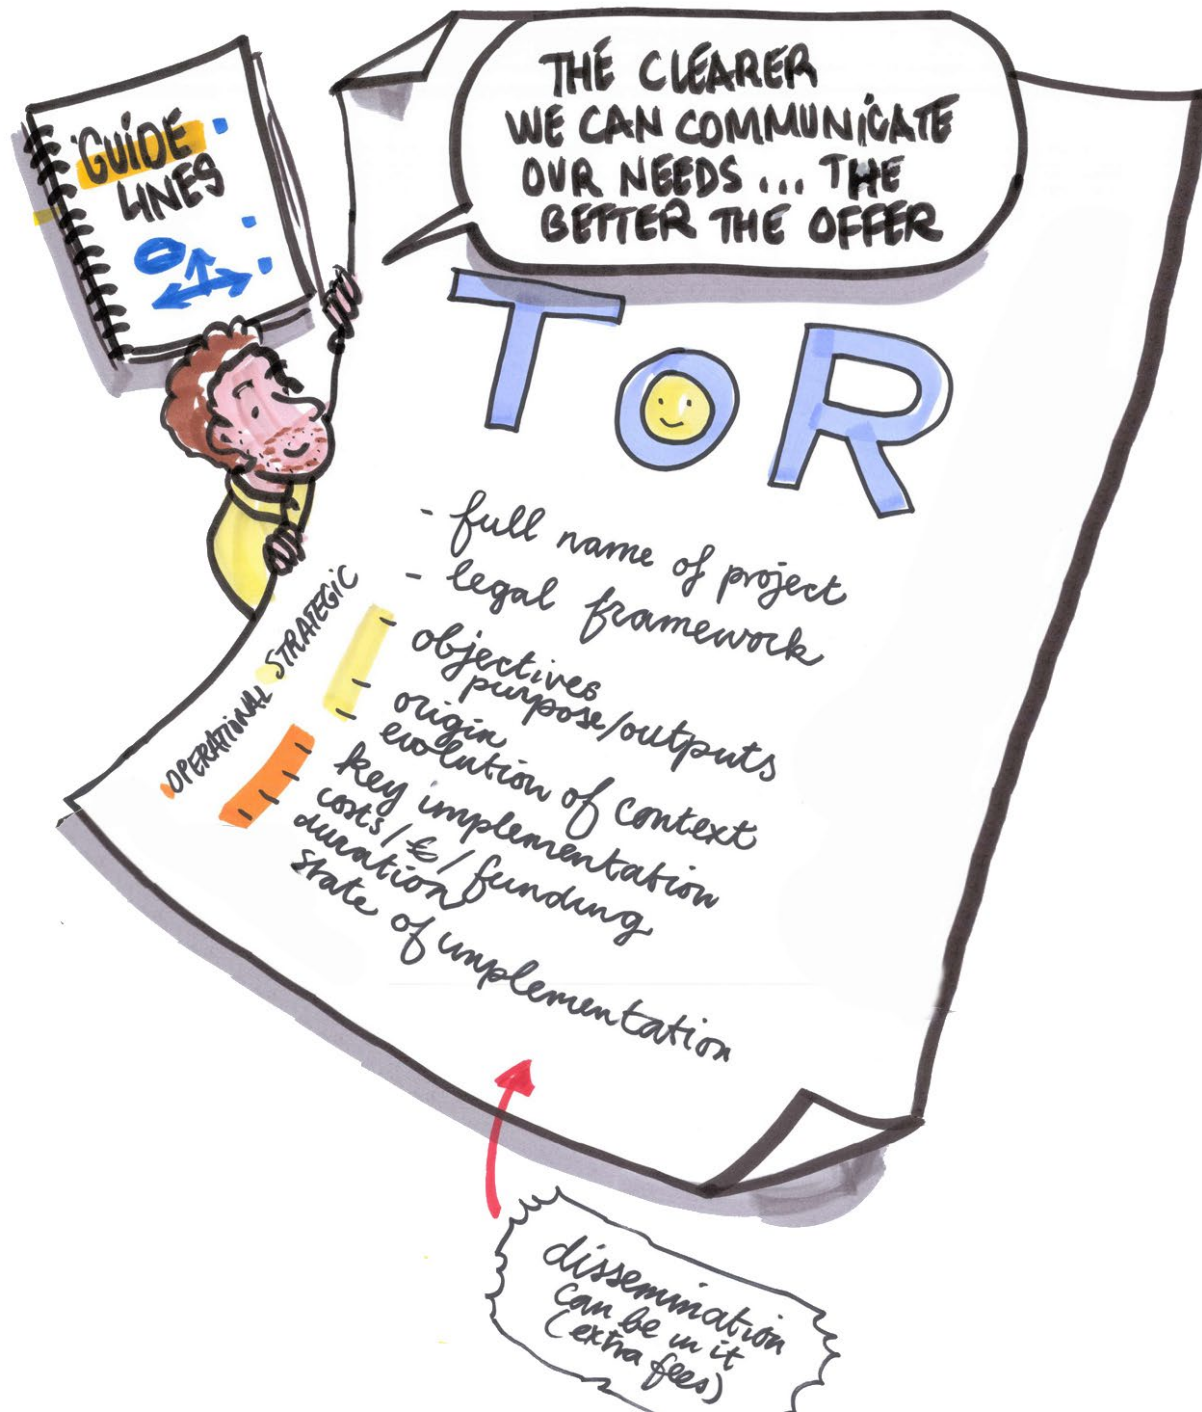 GUIDE
LINES
THE CLEARER
WE CAN COMMUNICATE
OUR NEEDS ... THE
BETTER THE OFFER
TOR
- full name of project
- legal framework
STRATEGIC
- objectives
purpose/outputs
- origin
- evolution of context
OPERATIONAL
- key implementation
- costs/€/funding
- duration
- state of implementation
dissemination
can be in it
(extra fees)